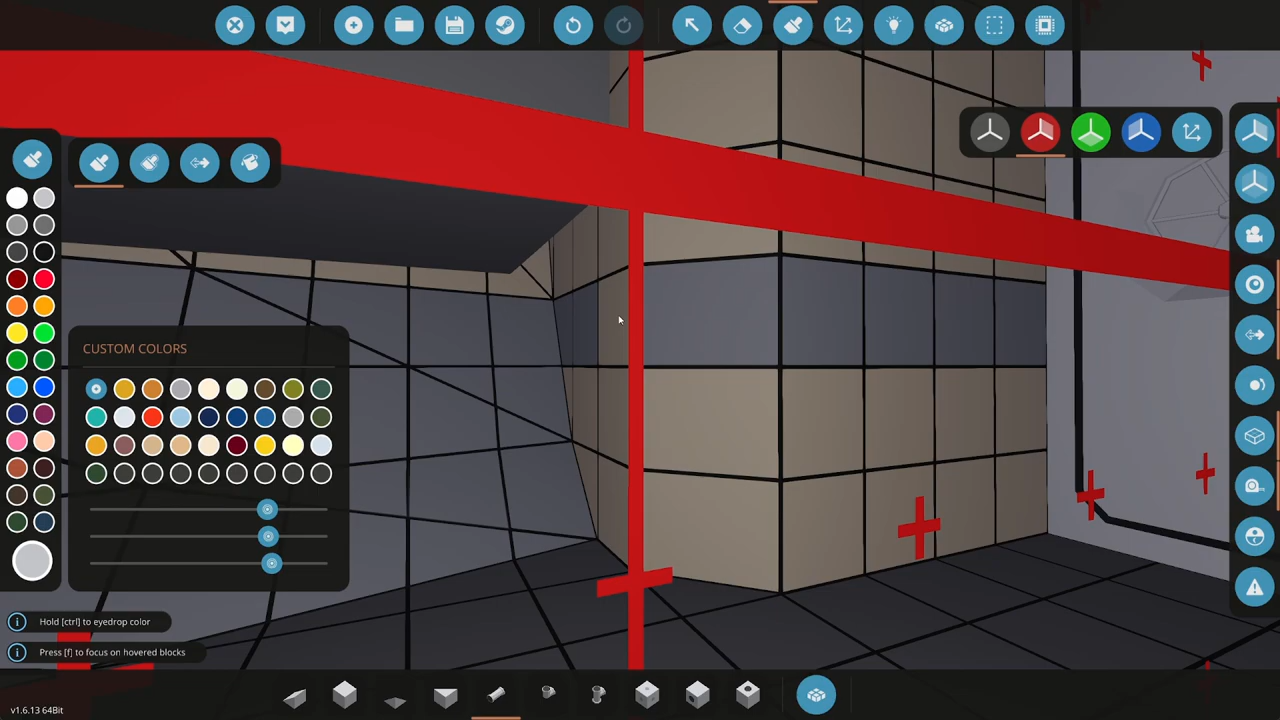 CUSTOM COLORS
Hold [ctrl] to eyedrop color
Press [f] to focus on hovered blocks
v1.6.13 64Bit